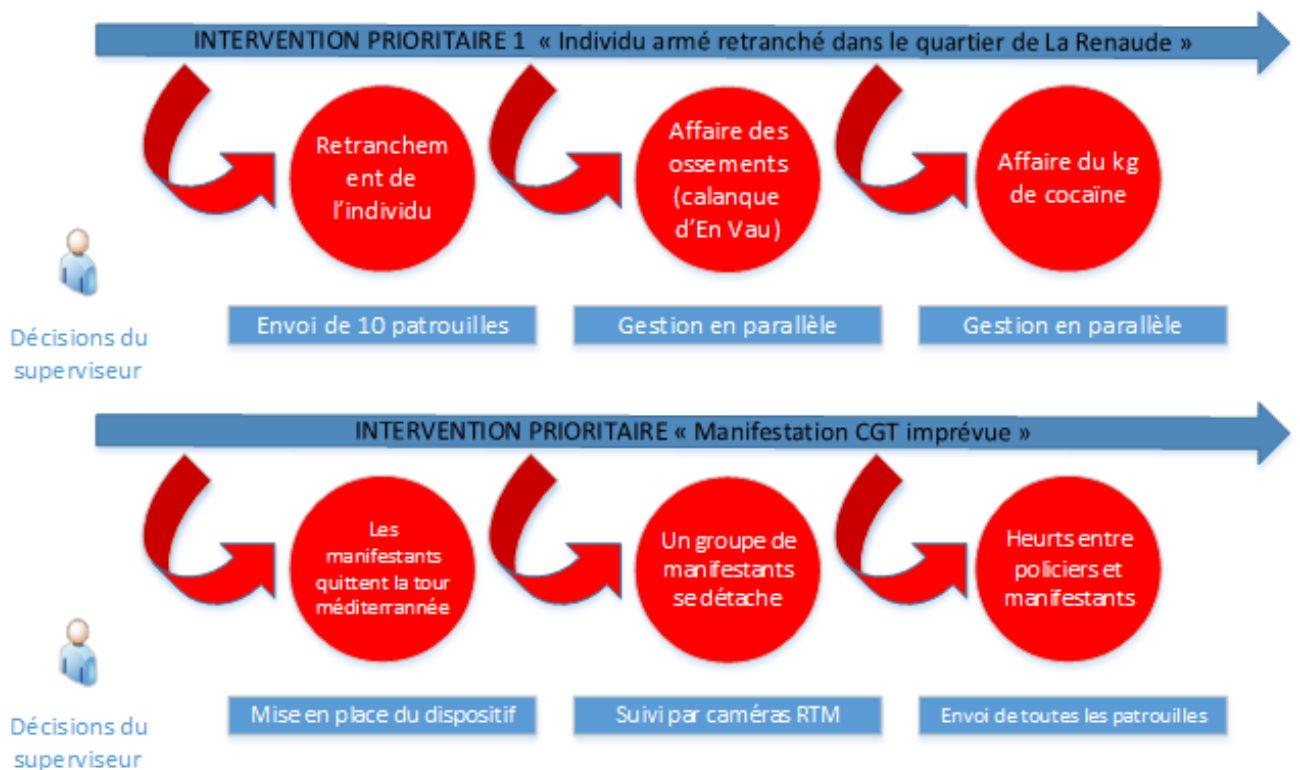 INTERVENTION PRIORITAIRE 1 « Individu armé retranché dans le quartier de La Renaude »
Retranchem
ent de
l'individu
Affaire des
ossements
(calanque
d'En Vau)
Affaire du kg
de cocaïne
Décisions du
superviseur
Envoi de 10 patrouilles
Gestion en parallèle
Gestion en parallèle
INTERVENTION PRIORITAIRE « Manifestation CGT imprévue »
Les
manifestants
quittent la tour
méditerrannée
Un groupe de
manifestants
se détache
Heurts entre
policiers et
manifestants
Décisions du
superviseur
Mise en place du dispositif
Suivi par caméras RTM
Envoi de toutes les patrouilles